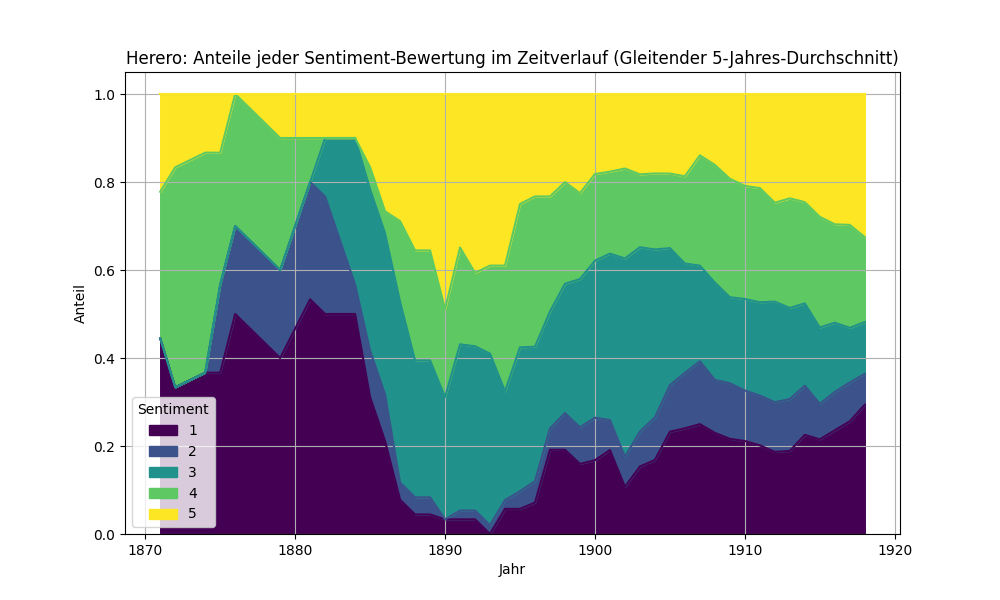 Herero: Anteile jeder Sentiment-Bewertung im Zeitverlauf (Gleitender 5-Jahres-Durchschnitt)
1.0
0.8
0.6
0.4
0.2
0.0
Anteil
Sentiment
1
2
3
4
5
1870 1880 1890 1900 1910 1920
Jahr